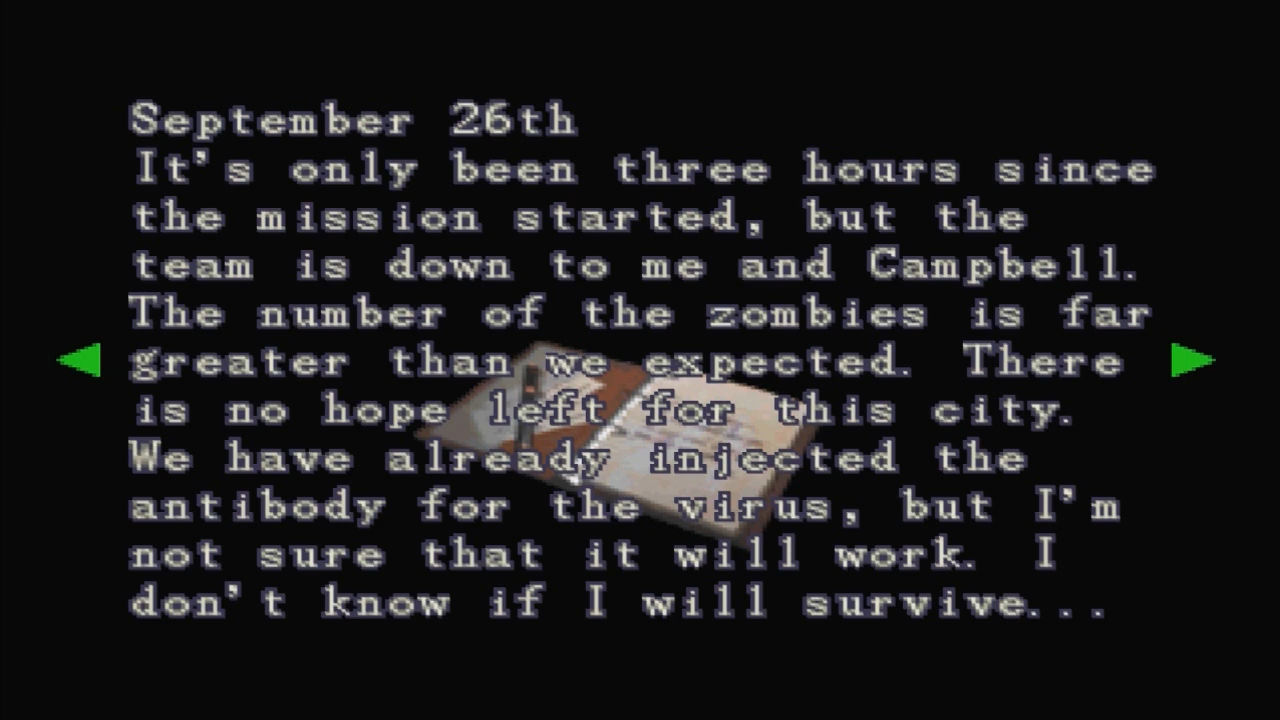 September 26th
It's only been three hours since
the mission started, but the
team is down to me and Campbell.
The number of the zombies is far
greater than we expected. There
is no hope left for this city.
We have already injected the
antibody for the virus, but I'm
not sure that it will work. I
don't know if I will survive...